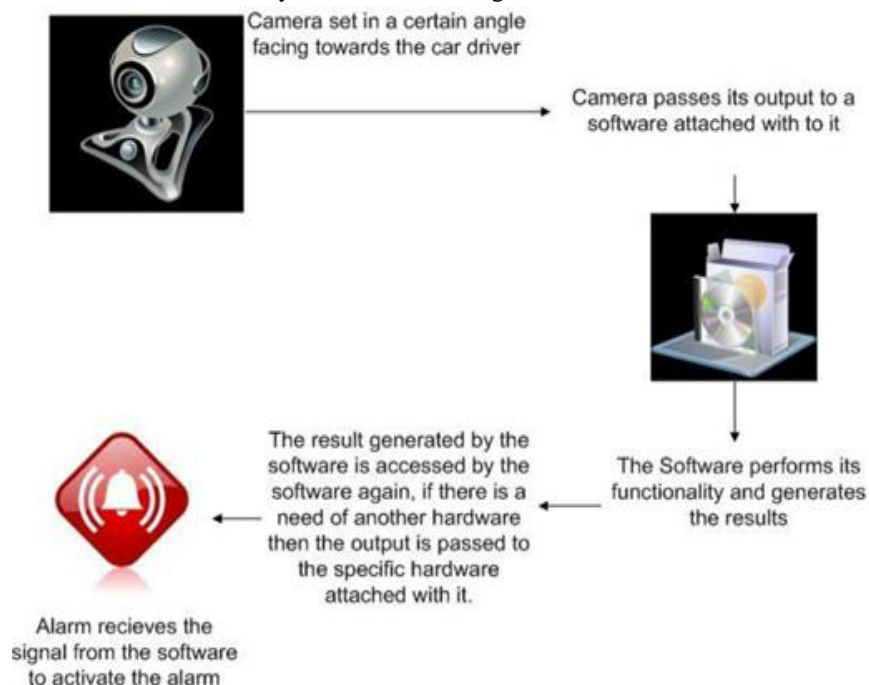 Camera set in a certain angle
facing towards the car driver
Camera passes its output to a
software attached with to it
The Software performs its
functionality and generates
the results
The result generated by the
software is accessed by the
software again, if there is a
need of another hardware
then the output is passed to
the specific hardware
attached with it.
Alarm recieves the
signal from the software
to activate the alarm